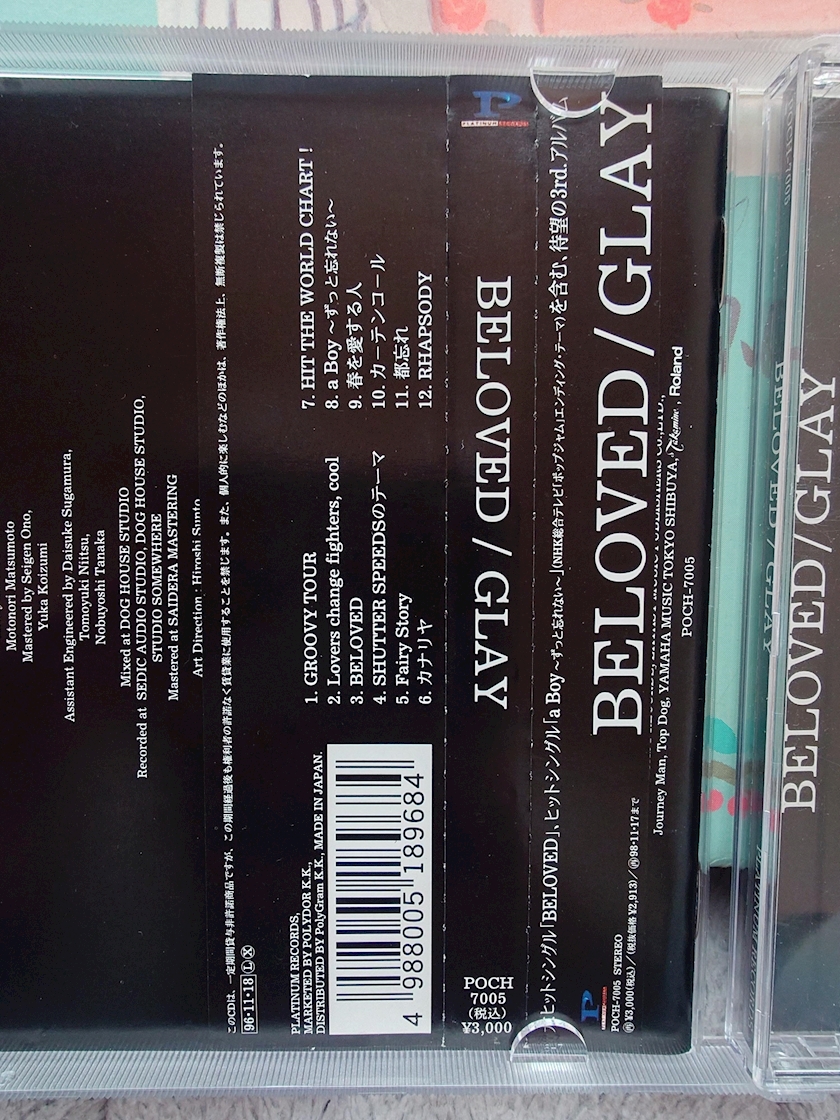 Motonari Matsumoto
Mastered by Seigen Ono,
Yuka Koizumi
Assistant Engineered by Daisuke Sugamura,
Tomoyuki Niitsu,
Nobuyoshi Tanaka
Mixed at DOG HOUSE STUDIO
Recorded at SEDIC AUDIO STUDIO, DOG HOUSE STUDIO,
STUDIO SOMEWHERE
Mastered at SAIDERA MASTERING
Art Direction : Hiroshi
このCDは、一定期間貸与非許諾商品ですが、この期間経過後も権利者の許諾なく賃貸業に使用することを禁じます。また、個人的に楽しむなどのほかは、著作権法上、無断複製は禁じられています。
96・11・18 Ⓛ Ⓧ
PLATINUM RECORDS,
MARKETED BY POLYDOR K.K.,
DISTRIBUTED BY PolyGram K.K., MADE IN JAPAN.
4 988005 189684
1. GROOVY TOUR
2. Lovers change fighters, cool
3. BELOVED
4. SHUTTER SPEEDSのテーマ
5. Fairy Story
6. カナリヤ
7. HIT THE WORLD CHART !
8. a Boy ～ずっと忘れない～
9. 春を愛する人
10. カーテンコール
11. 都忘れ
12. RHAPSODY
P
PLATINUM RECORDS
BELOVED / GLAY
POCH
7005
(税込)
¥3,000
ヒットシングル「BELOVED」、ヒットシングル「a Boy ～ずっと忘れない～」(NHK総合テレビ「ポップジャム」エンディング・テーマ)を含む、待望の3rd.アルバム
BELOVED / GLAY
P
POCH-7005 STEREO
㊞¥3,000(税込)/(税抜価格 ¥2,913)/㊞98・11・17まで
Journey Man, Top Dog, YAMAHA MUSIC TOKYO SHIBUYA, Takamine, Roland
POCH-7005
POCH-7005
BELOVED / GLAY
BELOVED / GLAY